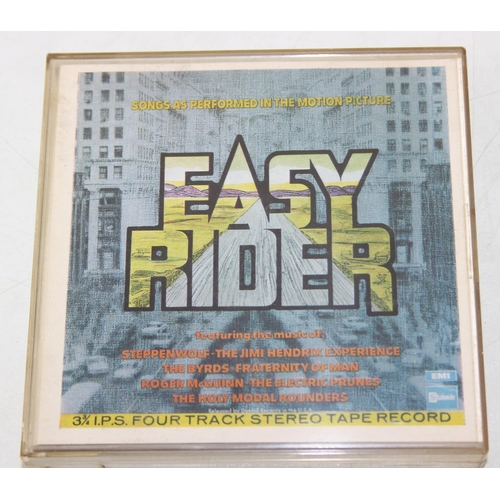 SONGS AS PERFORMED IN THE MOTION PICTURE
EASY
RIDER
featuring the music of:
STEPPENWOLF·THE JIMI HENDRIX EXPERIENCE
THE BYRDS·FRATERNITY OF MAN
ROGER McGUINN·THE ELECTRIC PRUNES
THE HOLY MODAL ROUNDERS
EMI
Stateside
3¾ I.P.S. FOUR TRACK STEREO TAPE RECORD